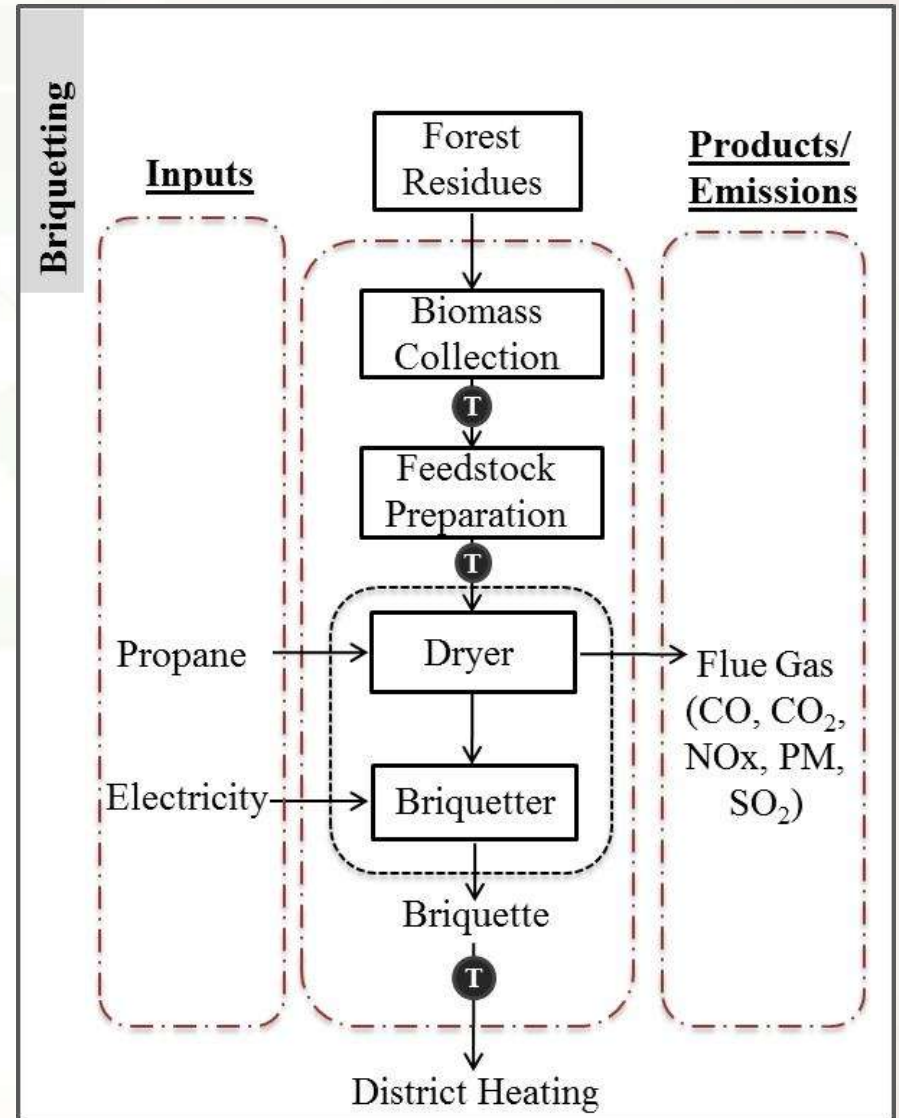 Briquetting
Inputs
Forest
Residues
Products/
Emissions
Biomass
Collection
T
Feedstock
Preparation
T
Propane
Dryer
Flue Gas
(CO, CO₂,
NOx, PM,
SO₂)
Electricity
Briquetter
Briquette
T
District Heating